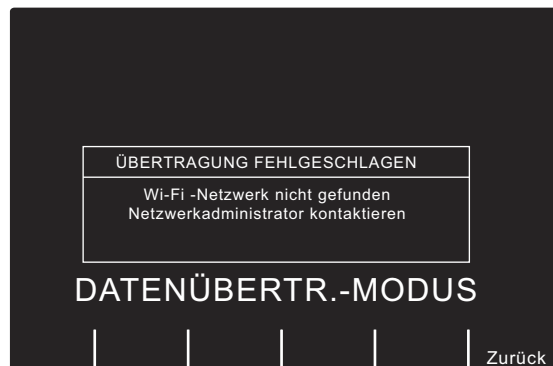 ÜBERTRAGUNG FEHLGESCHLAGEN
Wi-Fi -Netzwerk nicht gefunden
Netzwerkadministrator kontaktieren
DATENÜBERTR.-MODUS
Zurück